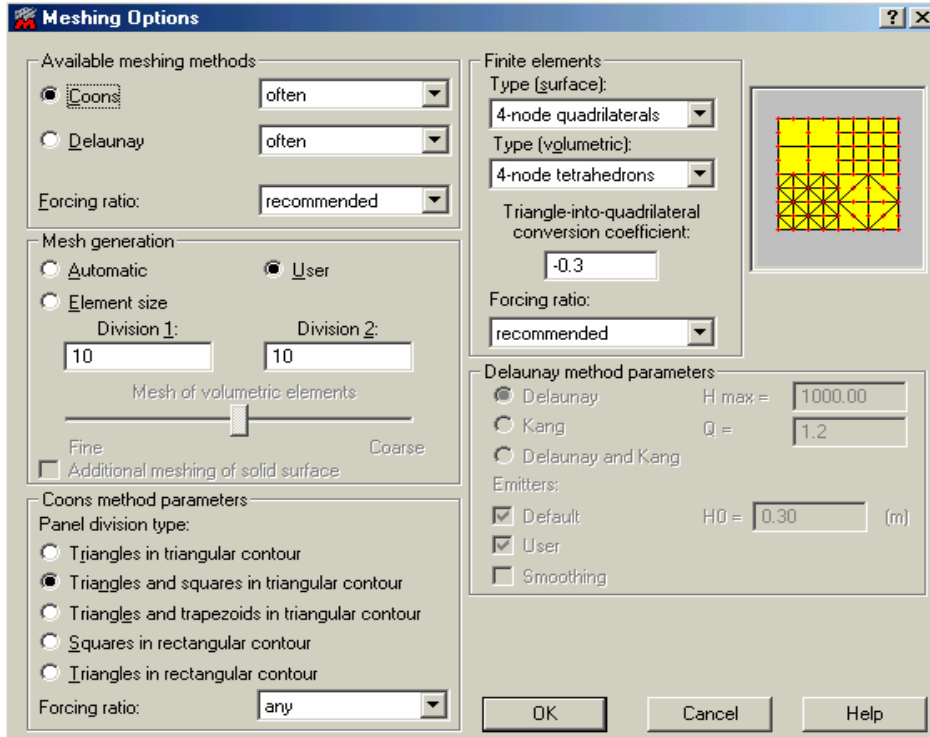 Meshing Options
Available meshing methods
Coons
often
Delaunay
often
Forcing ratio:
recommended
Mesh generation
Automatic
User
Element size
Division 1:
Division 2:
10
10
Mesh of volumetric elements
Fine
Coarse
Additional meshing of solid surface
Coons method parameters
Panel division type:
Triangles in triangular contour
Triangles and squares in triangular contour
Triangles and trapezoids in triangular contour
Squares in rectangular contour
Triangles in rectangular contour
Forcing ratio:
any
Finite elements
Type (surface):
4-node quadrilaterals
Type (volumetric):
4-node tetrahedrons
Triangle-into-quadrilateral
conversion coefficient:
-0.3
Forcing ratio:
recommended
Delaunay method parameters
Delaunay
H max =
1000.00
Kang
Q =
1.2
Delaunay and Kang
Emitters:
Default
H0 =
0.30
(m)
User
Smoothing
OK
Cancel
Help